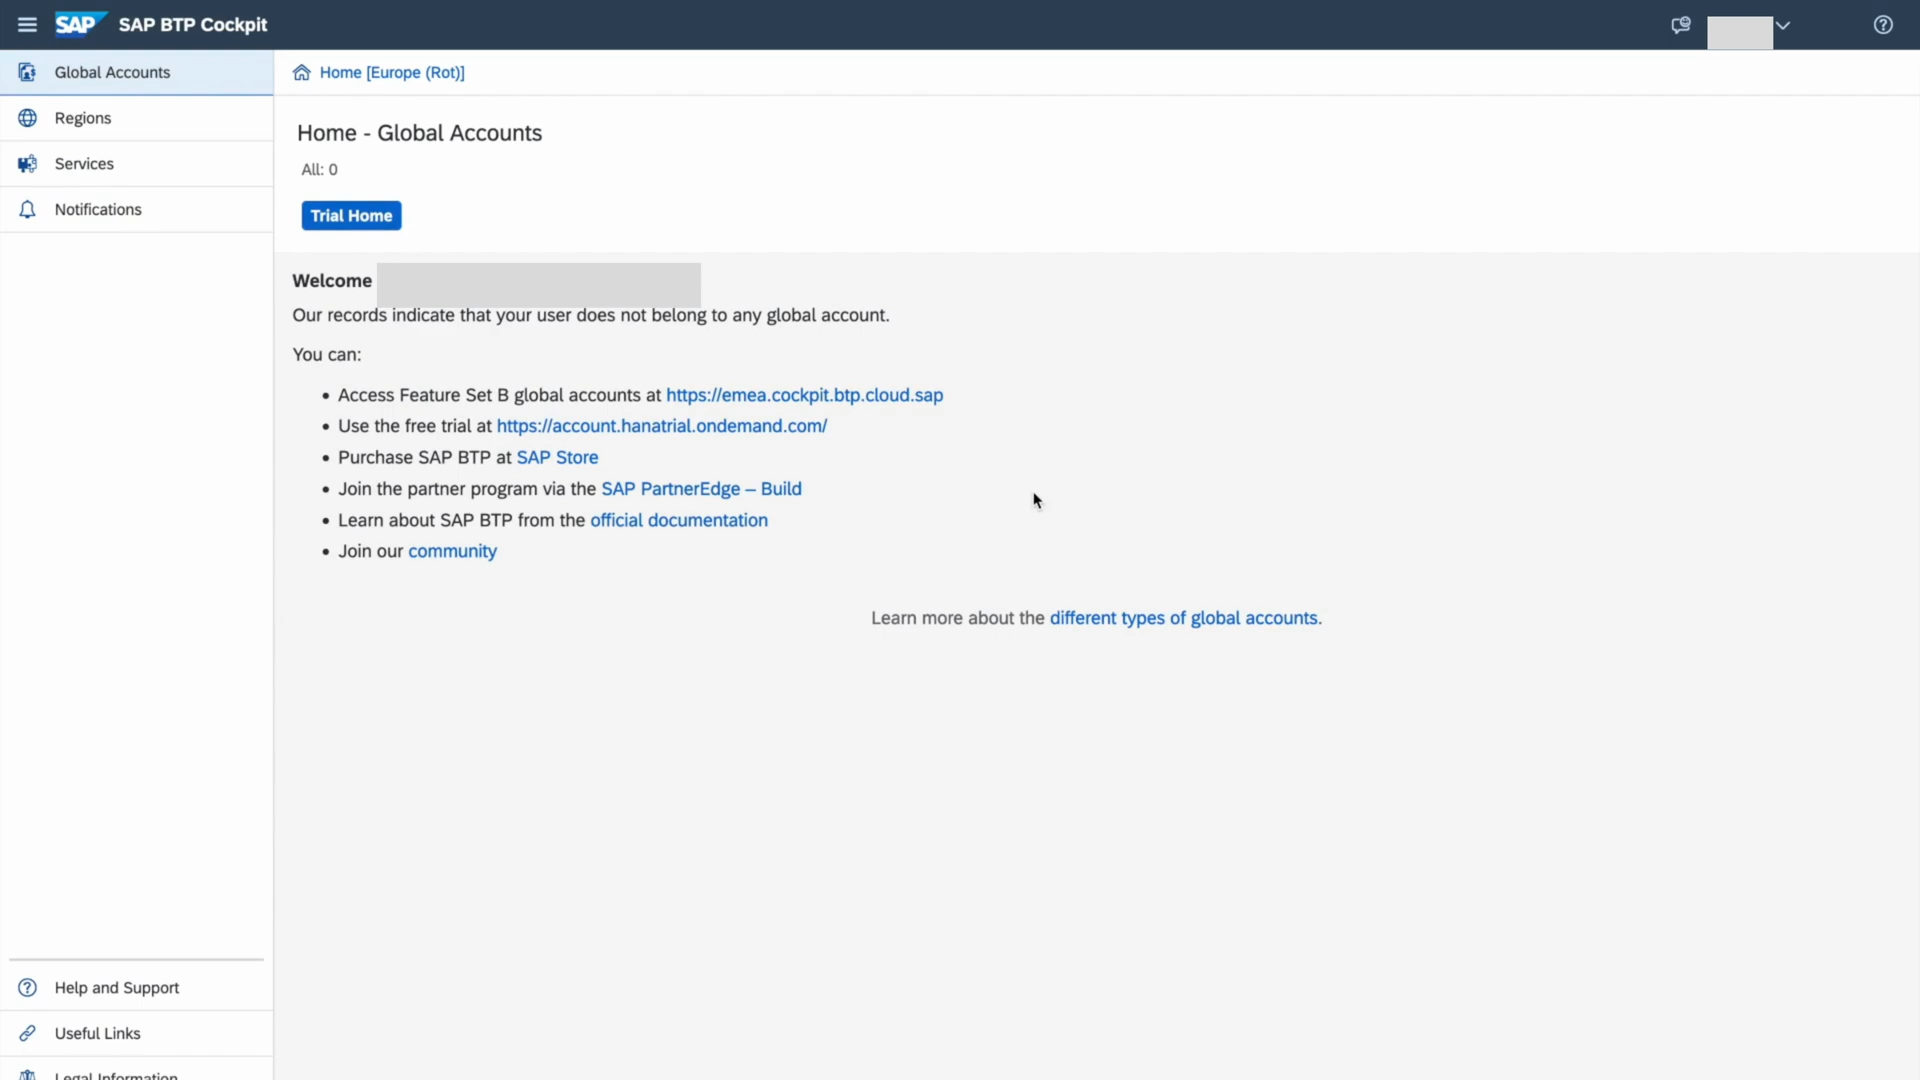 SAP SAP BTP Cockpit
Global Accounts
Regions
Services
Notifications
Home [Europe (Rot)]
Home - Global Accounts
All: 0
Trial Home
Welcome
Our records indicate that your user does not belong to any global account.
You can:
• Access Feature Set B global accounts at https://emea.cockpit.btp.cloud.sap
• Use the free trial at https://account.hanatrial.ondemand.com/
• Purchase SAP BTP at SAP Store
• Join the partner program via the SAP PartnerEdge – Build
• Learn about SAP BTP from the official documentation
• Join our community
Learn more about the different types of global accounts.
Help and Support
Useful Links
Legal Information